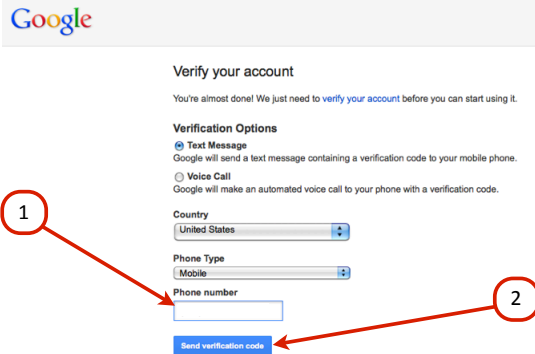 Google
Verify your account
You're almost done! We just need to verify your account before you can start using it.
Verification Options
Text Message
Google will send a text message containing a verification code to your mobile phone.
Voice Call
Google will make an automated voice call to your phone with a verification code.
Country
United States
Phone Type
Mobile
Phone number
Send verification code
1
2